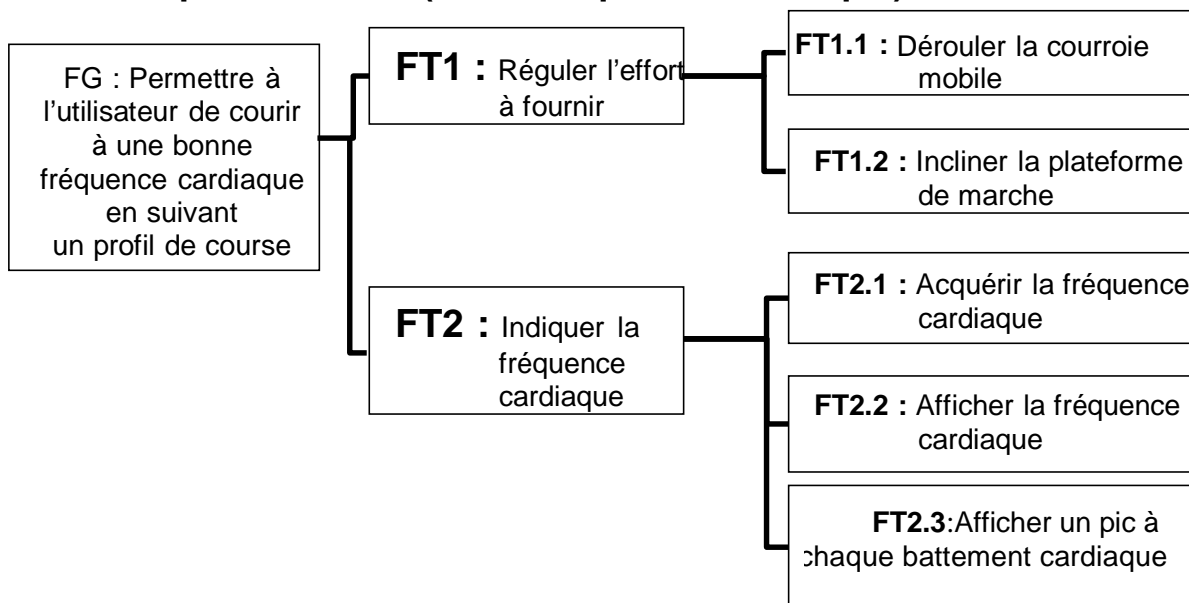 FG : Permettre à
l'utilisateur de courir
à une bonne
fréquence cardiaque
en suivant
un profil de course
FT1 : Réguler l'effort
à fournir
FT1.1 : Dérouler la courroie
mobile
FT1.2 : Incliner la plateforme
de marche
FT2 : Indiquer la
fréquence
cardiaque
FT2.1 : Acquérir la fréquence
cardiaque
FT2.2 : Afficher la fréquence
cardiaque
FT2.3:Afficher un pic à
chaque battement cardiaque